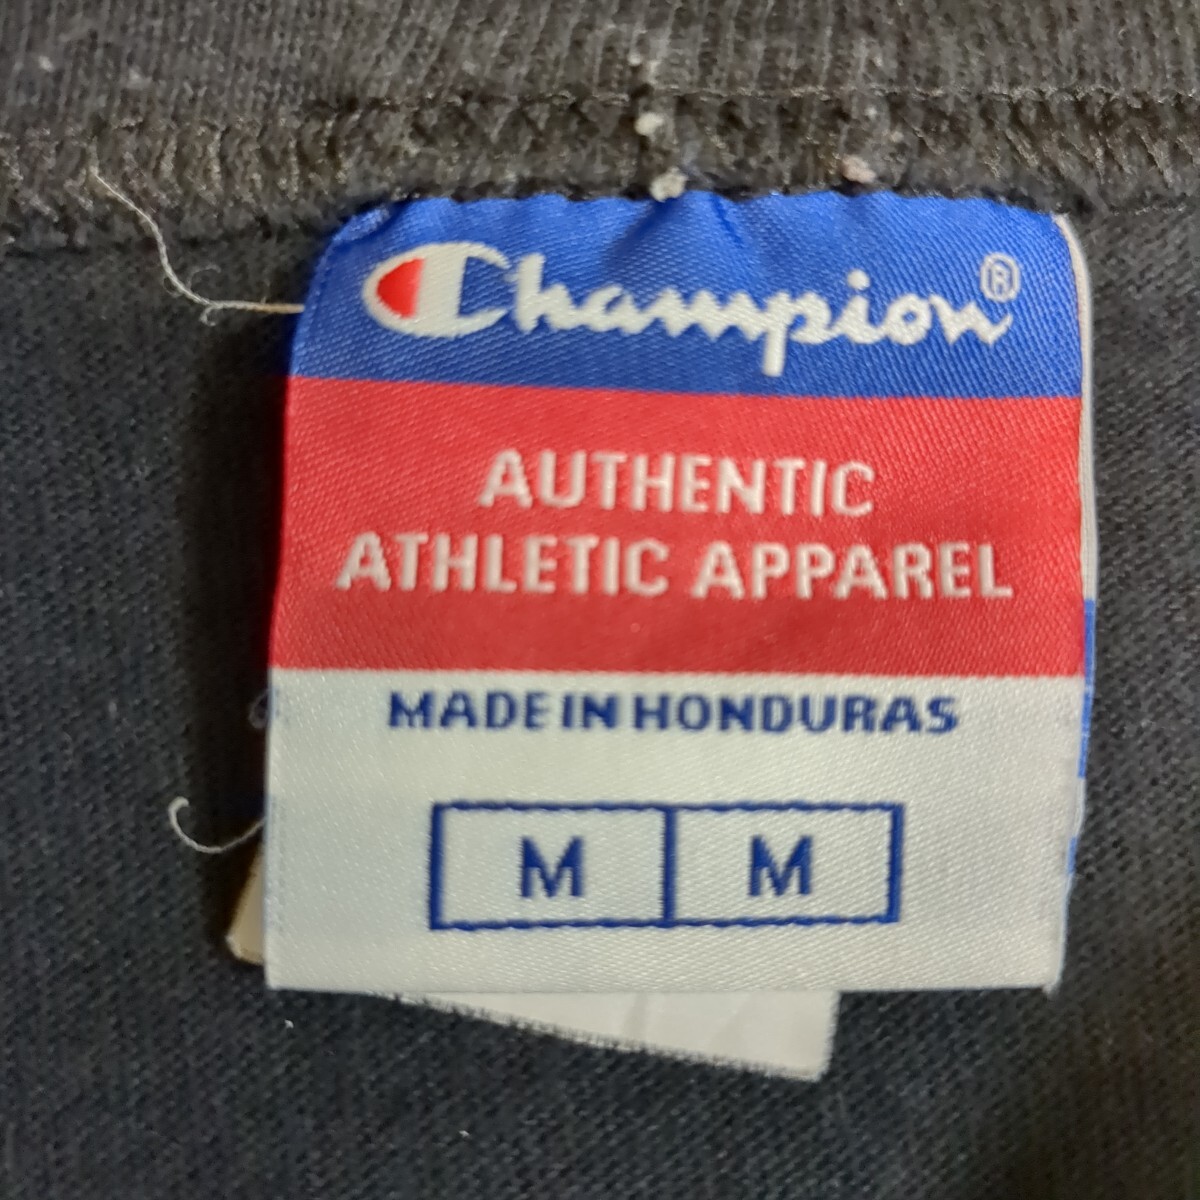 Champion®
AUTHENTIC
ATHLETIC APPAREL
MADE IN HONDURAS
M M